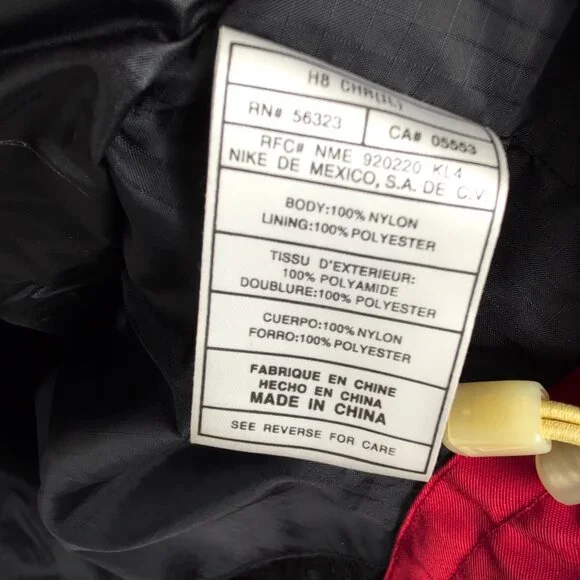 H8 CHR(L)
RN# 56323
CA# 05553
RFC# NME 920220 KL4
NIKE DE MEXICO, S.A. DE C.V.
BODY:100% NYLON
LINING:100% POLYESTER
TISSU D'EXTERIEUR:
100% POLYAMIDE
DOUBLURE:100% POLYESTER
CUERPO:100% NYLON
FORRO:100% POLYESTER
FABRIQUE EN CHINE
HECHO EN CHINA
MADE IN CHINA
SEE REVERSE FOR CARE